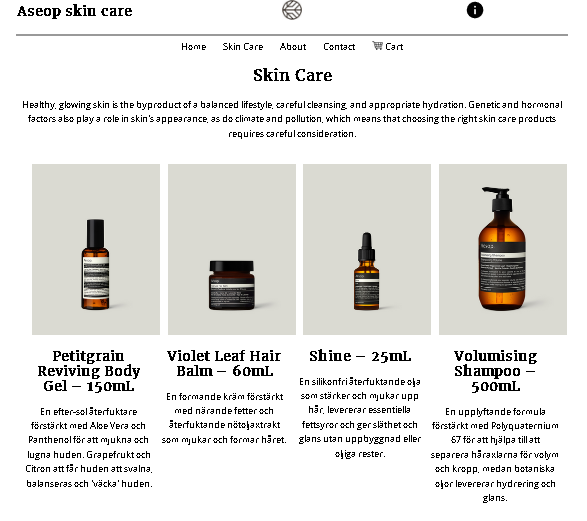 Aseop skin care
Home Skin Care About Contact Cart
Skin Care
Healthy, glowing skin is the byproduct of a balanced lifestyle, careful cleansing, and appropriate hydration. Genetic and hormonal
factors also play a role in skin's appearance, as do climate and pollution, which means that choosing the right skin care products
requires careful consideration.
Petitgrain
Reviving Body
Gel – 150mL
En efter-sol återfuktare
förstärkt med Aloe Vera och
Panthenol för att mjukna och
lugna huden. Grapefrukt och
Citron att får huden att svalna,
balanseras och 'väcka' huden.
Violet Leaf Hair
Balm – 60mL
En formande kräm förstärkt
med närande fetter och
återfuktande nötoljaxtrakt
som mjukar och formar håret.
Shine – 25mL
En silikonfri återfuktande olja
som stärker och mjukar upp
hår, levererar essentiella
fettsyror och ger släthet och
glans utan uppbyggnad eller
oljiga rester.
Volumising
Shampoo –
500mL
En upplyftande formula
förstärkt med Polyquaternium
67 för att hjälpa till att
separera håraxlarna för volym
och kropp, medan botaniska
oljor levererar hydrering och
glans.